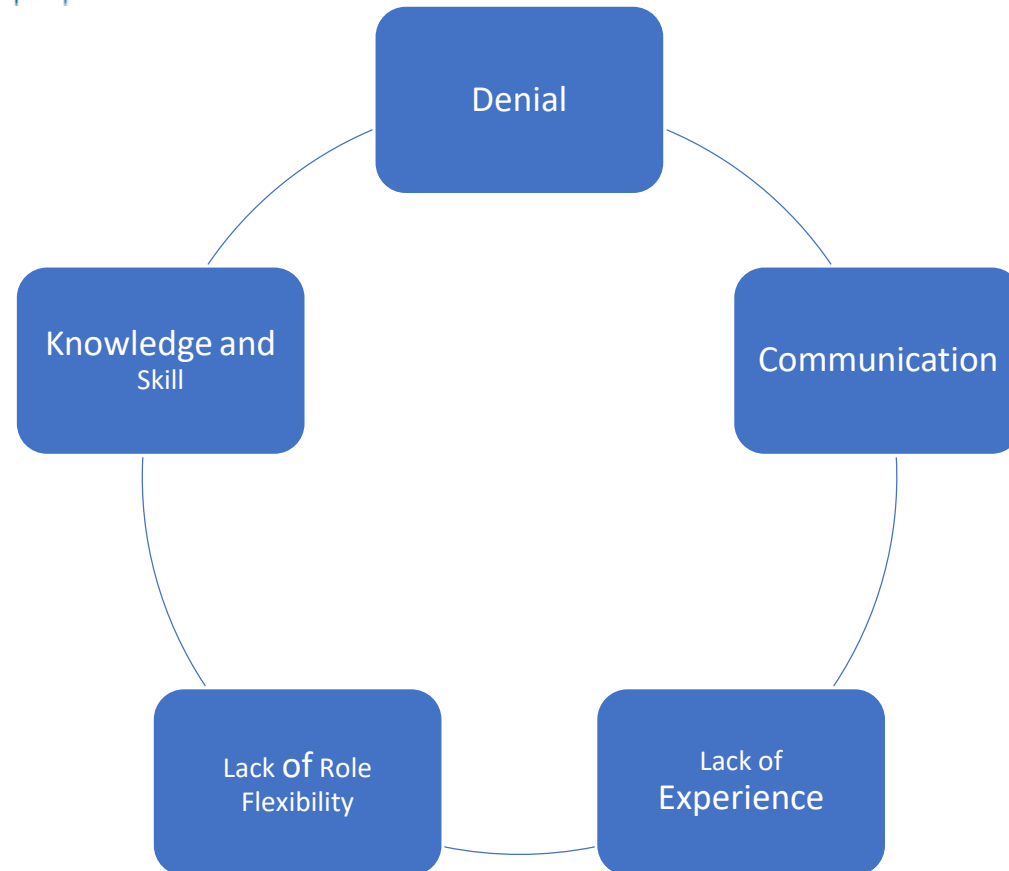 Denial
Communication
Lack of
Experience
Lack of Role
Flexibility
Knowledge and
Skill